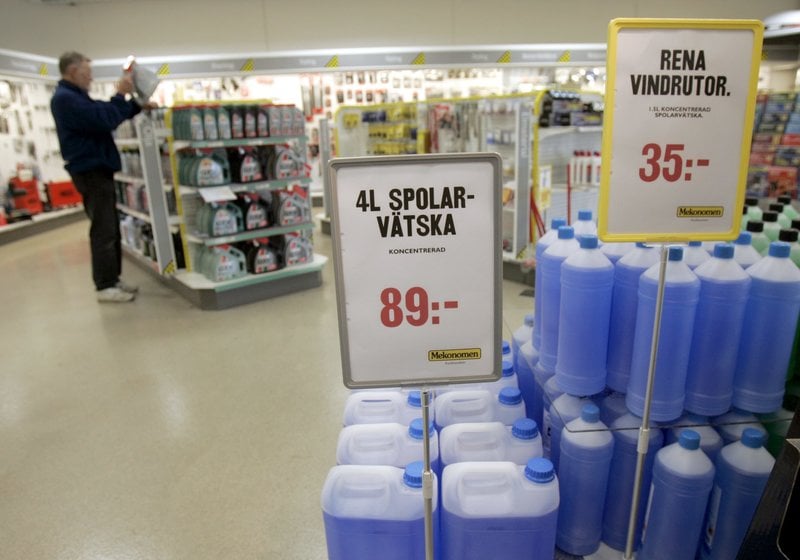 4L SPOLAR-
VÄTSKA
KONCENTRERAD
89:-
Mekonomen
RENA
VINDRUTOR.
1.5L KONCENTRERAD
SPOLARVÄTSKA.
35:-
Mekonomen